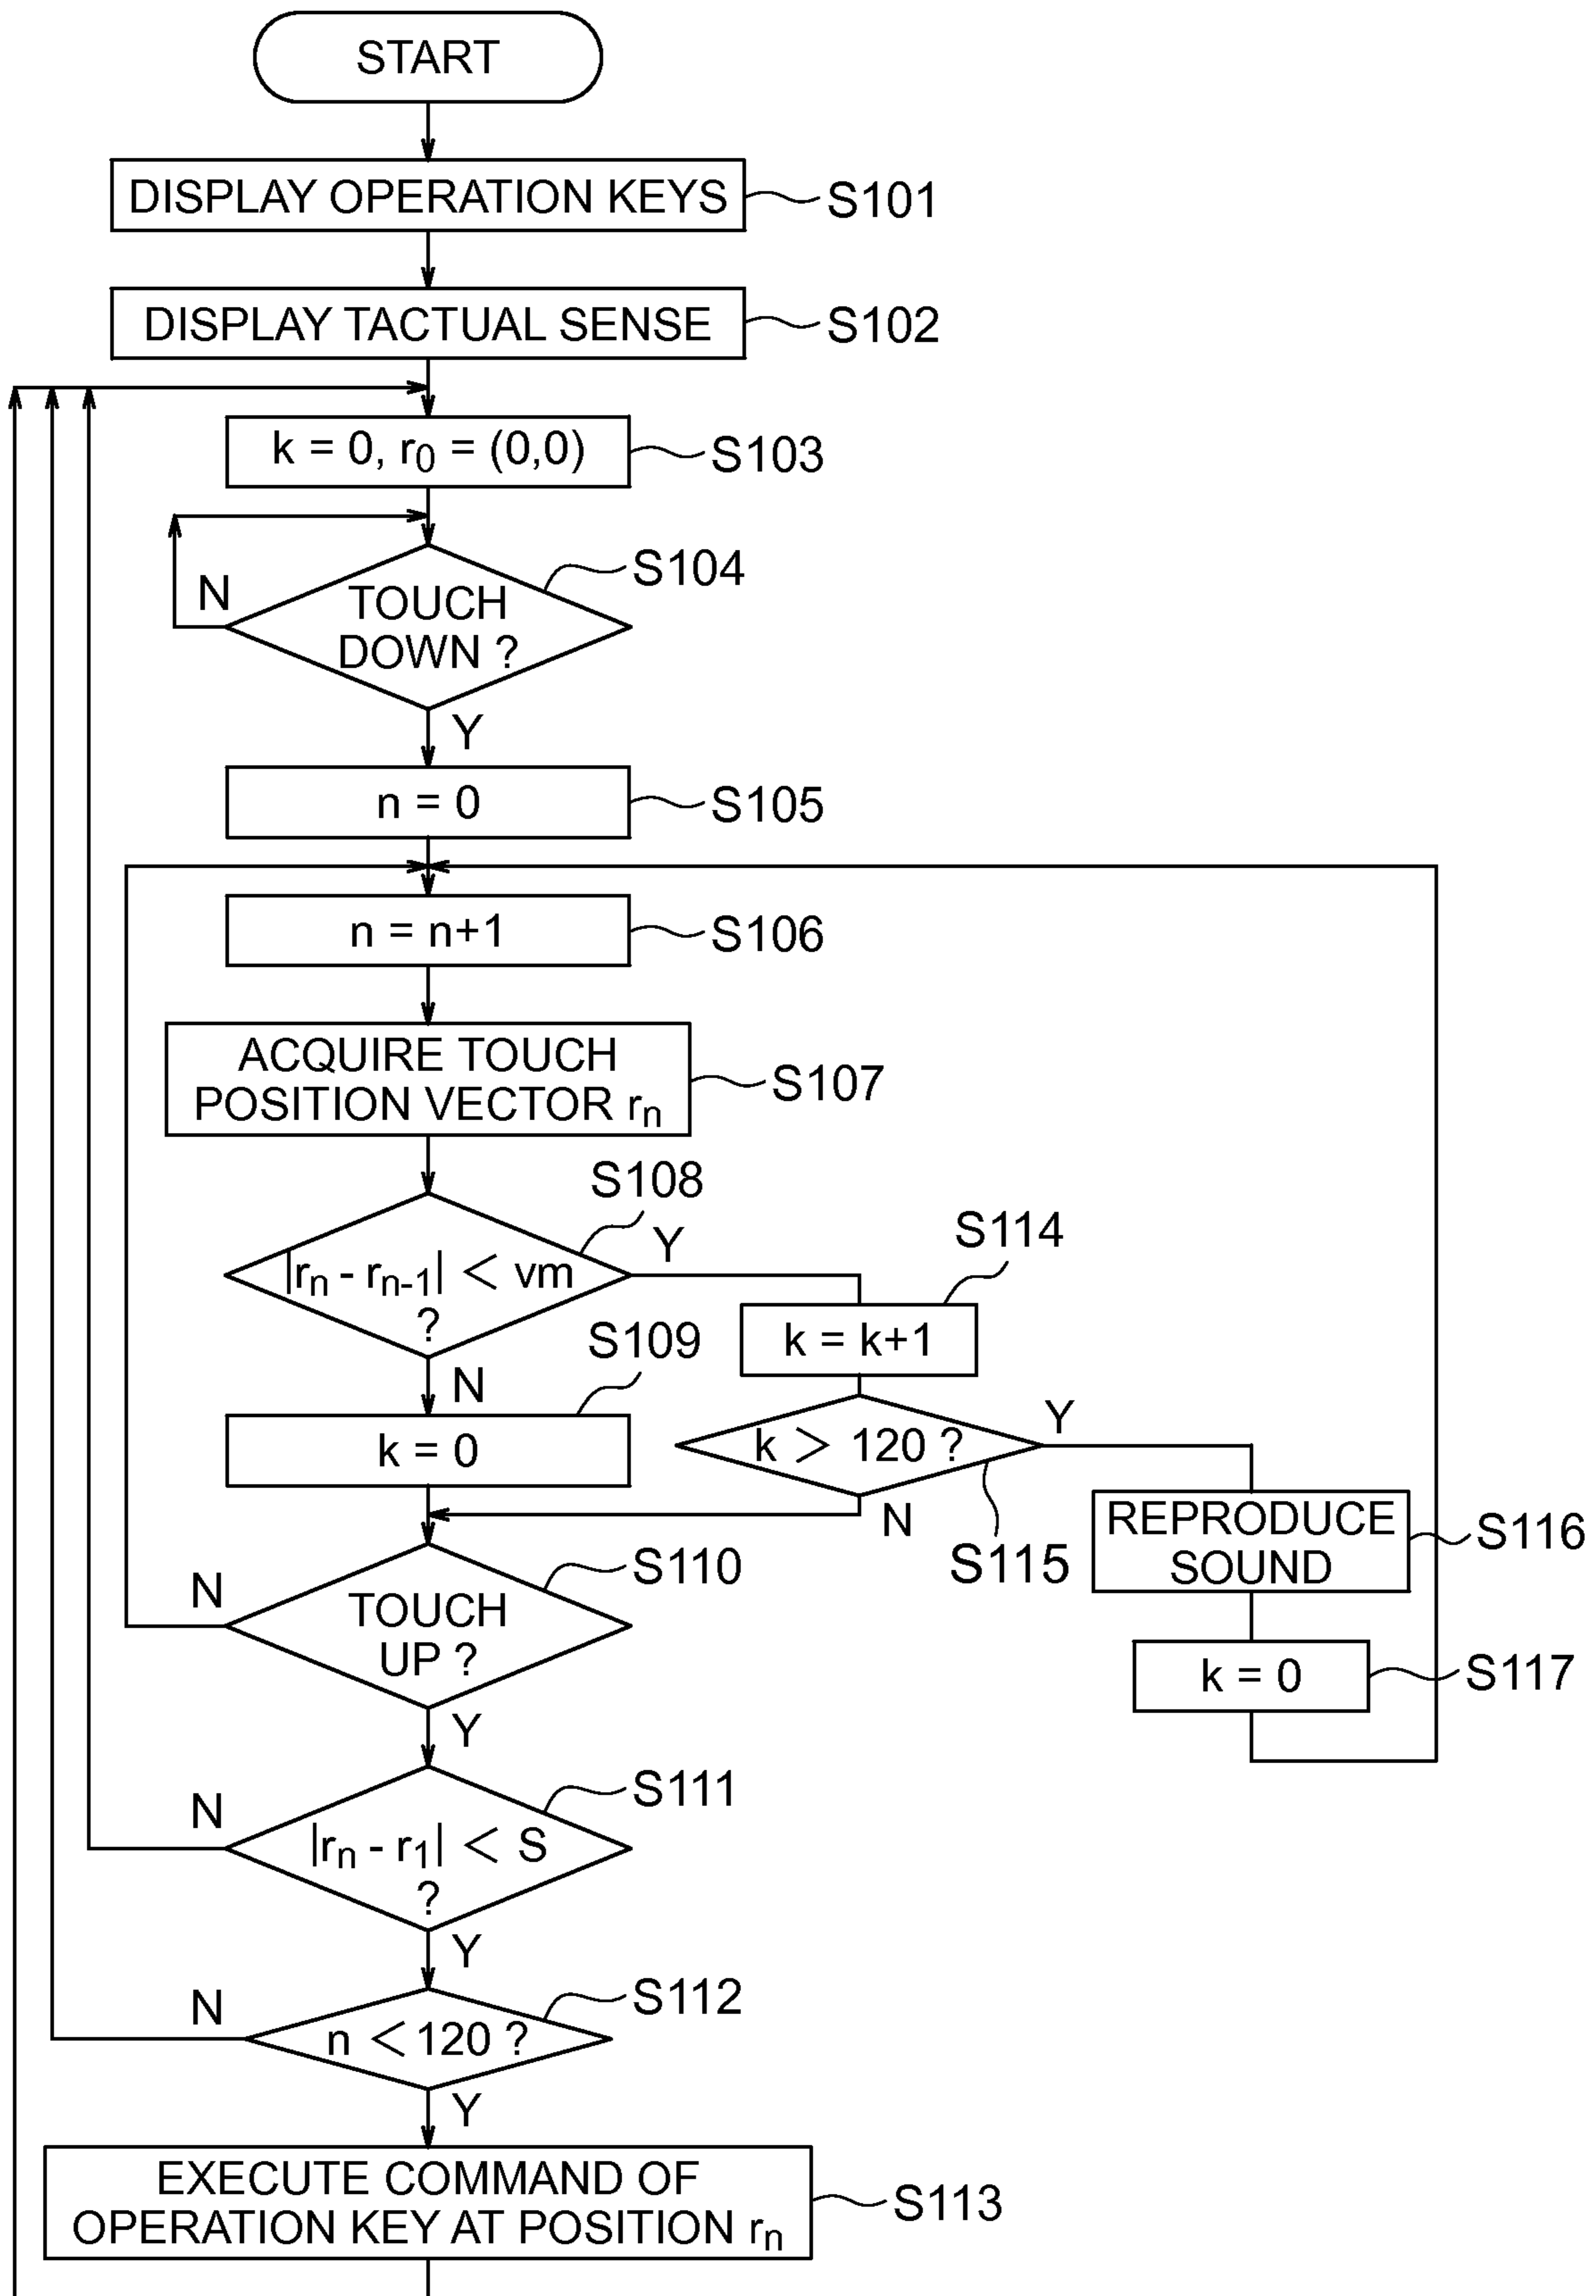 START
DISPLAY OPERATION KEYS
S101
DISPLAY TACTUAL SENSE
S102
k = 0, r0 = (0,0)
S103
S104
N
TOUCH
DOWN ?
Y
n = 0
S105
n = n+1
S106
ACQUIRE TOUCH
POSITION VECTOR rn
S107
S108
|rn - rn-1| < vm
?
Y
S114
k = k+1
N
S109
k = 0
k > 120 ?
Y
N
S115
REPRODUCE
SOUND
S116
S110
N
TOUCH
UP ?
k = 0
S117
Y
S111
N
|rn - r1| < S
?
Y
S112
N
n < 120 ?
Y
EXECUTE COMMAND OF
OPERATION KEY AT POSITION rn
S113